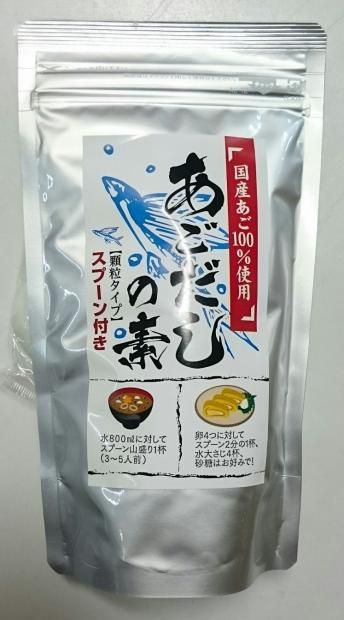 国産あご
100%使用
あごだしの素
【顆粒タイプ】
スプーン付き
水800㎖に対して
スプーン山盛り1杯
(3〜5人前)
卵4つに対して
スプーン2分の1杯、
水大さじ4杯、
砂糖はお好みで!